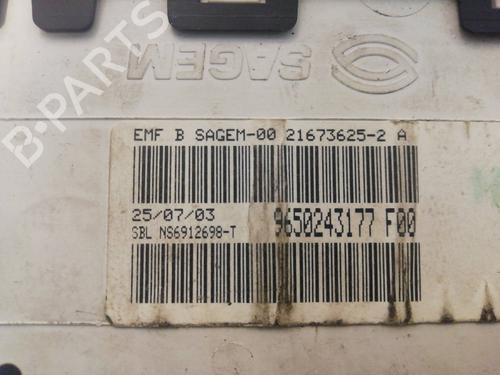 SAGEM
B-PARTS
EMF B SAGEM-00 21673625-2 A
25/07/03
9650243177 F00
SBL NS6912698-T